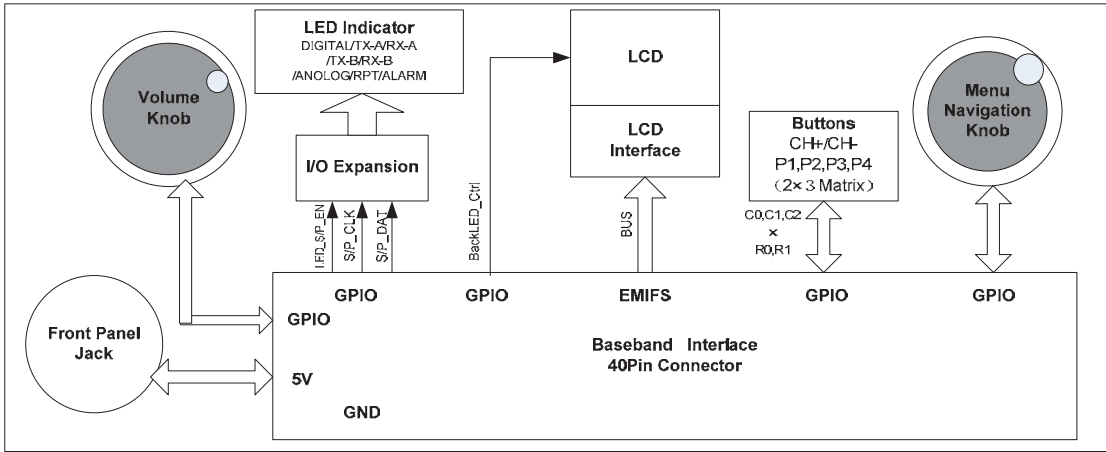 LED Indicator
DIGITAL/TX-A/RX-A
/TX-B/RX-B
/ANOLOG/RPT/ALARM
Volume
Knob
I/O Expansion
LED_S/P_EN
S/P_CLK
S/P_DAT
BackLED_Ctrl
LCD
LCD
Interface
BUS
Buttons
CH+/CH-
P1,P2,P3,P4
(2×3 Matrix)
C0,C1,C2
×
R0,R1
Menu
Navigation
Knob
Front Panel
Jack
GPIO
GPIO
EMIFS
GPIO
GPIO
GPIO
5V
GND
Baseband Interface
40Pin Connector